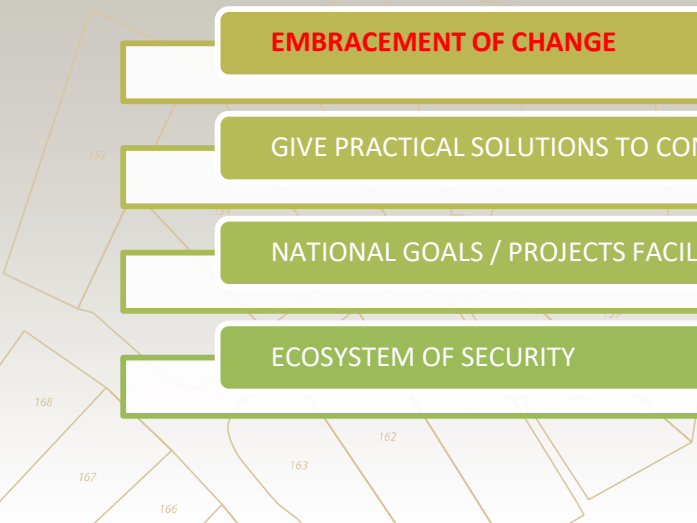 EMBRACEMENT OF CHANGE
152
GIVE PRACTICAL SOLUTIONS TO
154
NATIONAL GOALS / PROJECTS
ECOSYSTEM OF SECURITY
168
162
163
167
166